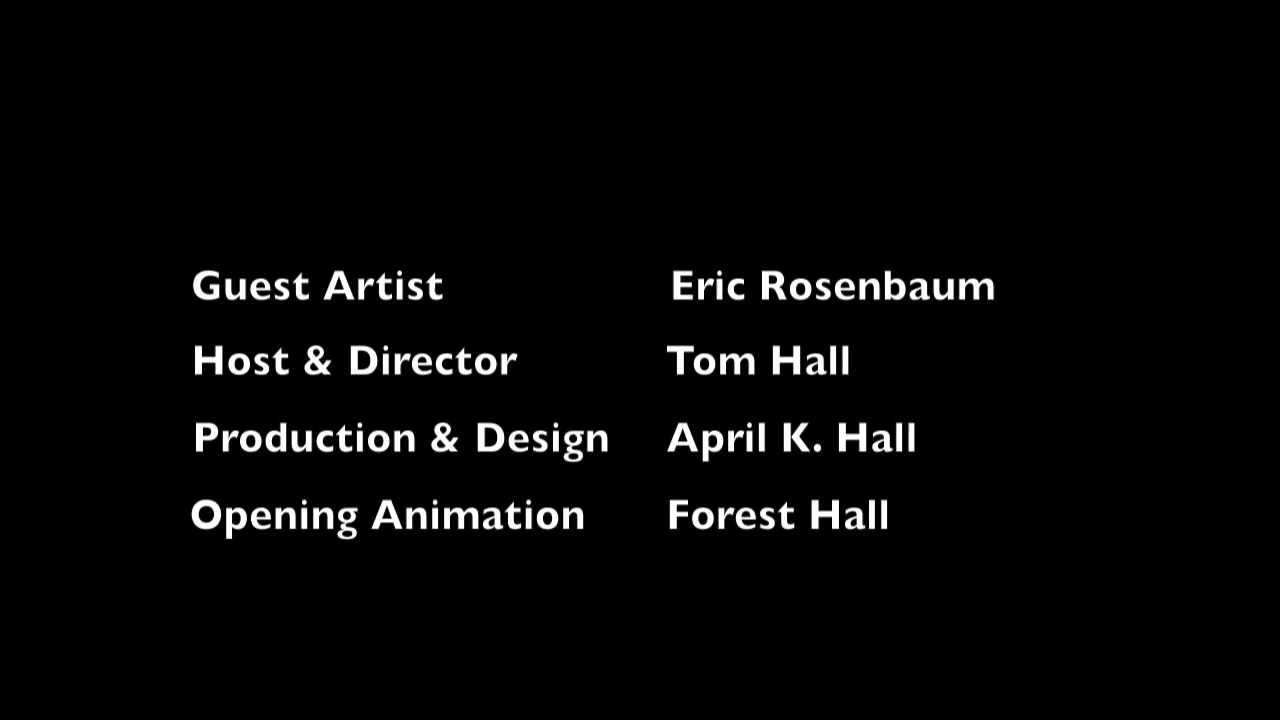 Guest Artist Eric Rosenbaum
Host & Director Tom Hall
Production & Design April K. Hall
Opening Animation Forest Hall